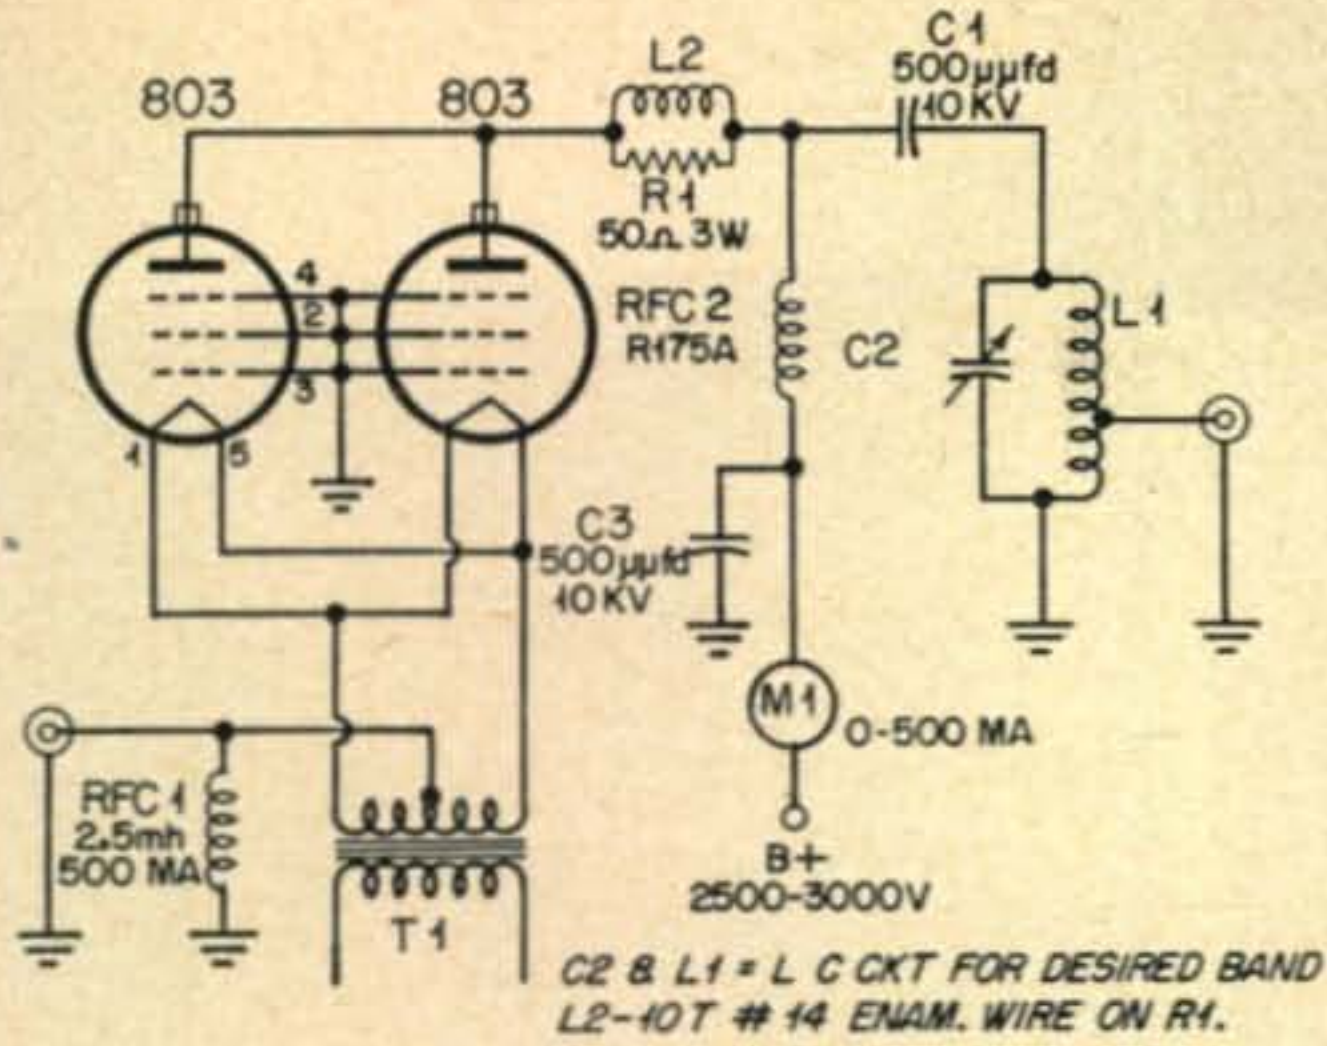 803
803
L2
C1
500µµfd
10 KV
R1
50Ω 3W
4
2
3
1
5
RFC 2
R175A
C2
L1
C3
500µµfd
10 KV
M1
0-500 MA
RFC 1
2.5mh
500 MA
T1
B+
2500-3000V
C2 & L1 = L C CKT FOR DESIRED BAND
L2-10T # 14 ENAM. WIRE ON R1.